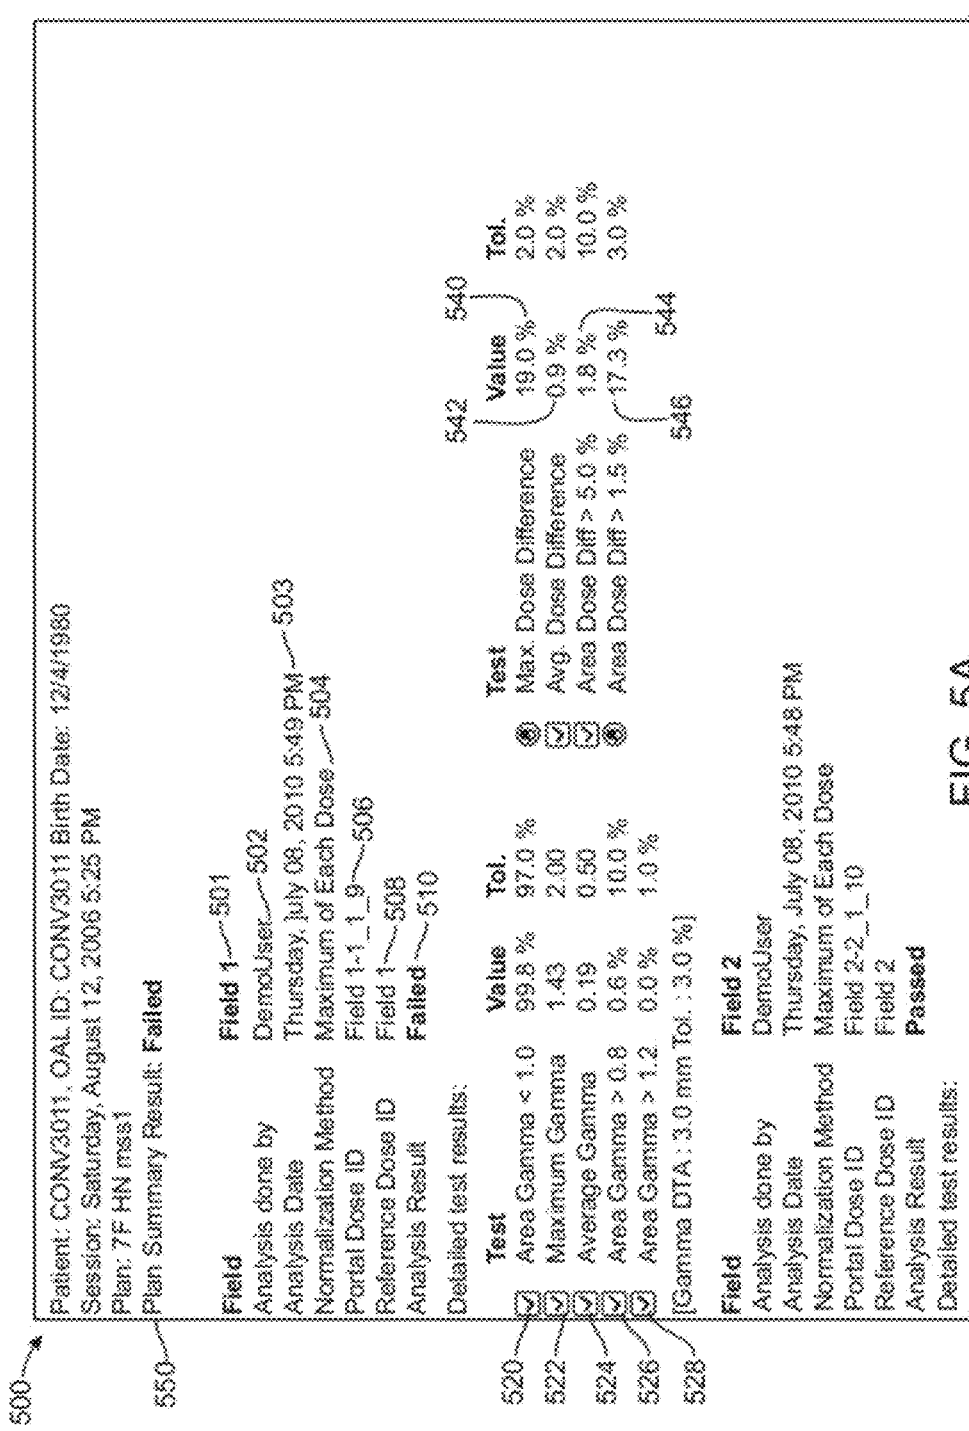 500
Patient: CONV3011, OAL ID: CONV3011 Birth Date: 12/4/1980
Session: Saturday, August 12, 2006 5:25 PM
Plan: 7F HN mss1
550 Plan Summary Result: Failed
Field Field 1 501
Analysis done by DemoUser 502
Analysis Date Thursday, july 08, 2010 5:49 PM 503
Normalization Method Maximum of Each Dose 504
Portal Dose ID Field 1-1_1_9 506
Reference Dose ID Field 1 508
Analysis Result Failed 510
Detailed test results:
542 540
Test Value Tol. Test Value Tol.
520 Area Gamma < 1.0 99.8 % 97.0 % Max. Dose Difference 19.0 % 2.0 %
522 Maximum Gamma 1.43 2.00 Avg. Dose Difference 0.9 % 2.0 %
524 Average Gamma 0.19 0.50 Area Dose Diff > 5.0 % 1.8 % 10.0 %
526 Area Gamma > 0.8 0.6 % 10.0 % Area Dose Diff > 1.5 % 17.3 % 3.0 %
528 Area Gamma > 1.2 0.0 % 1.0 %
546 544
[Gamma DTA : 3.0 mm Tol. : 3.0 %]
Field Field 2
Analysis done by DemoUser
Analysis Date Thursday, July 08, 2010 5:48 PM
Normalization Method Maximum of Each Dose
Portal Dose ID Field 2-2_1_10
Reference Dose ID Field 2
Analysis Result Passed
Detailed test results:
FIG. 5A